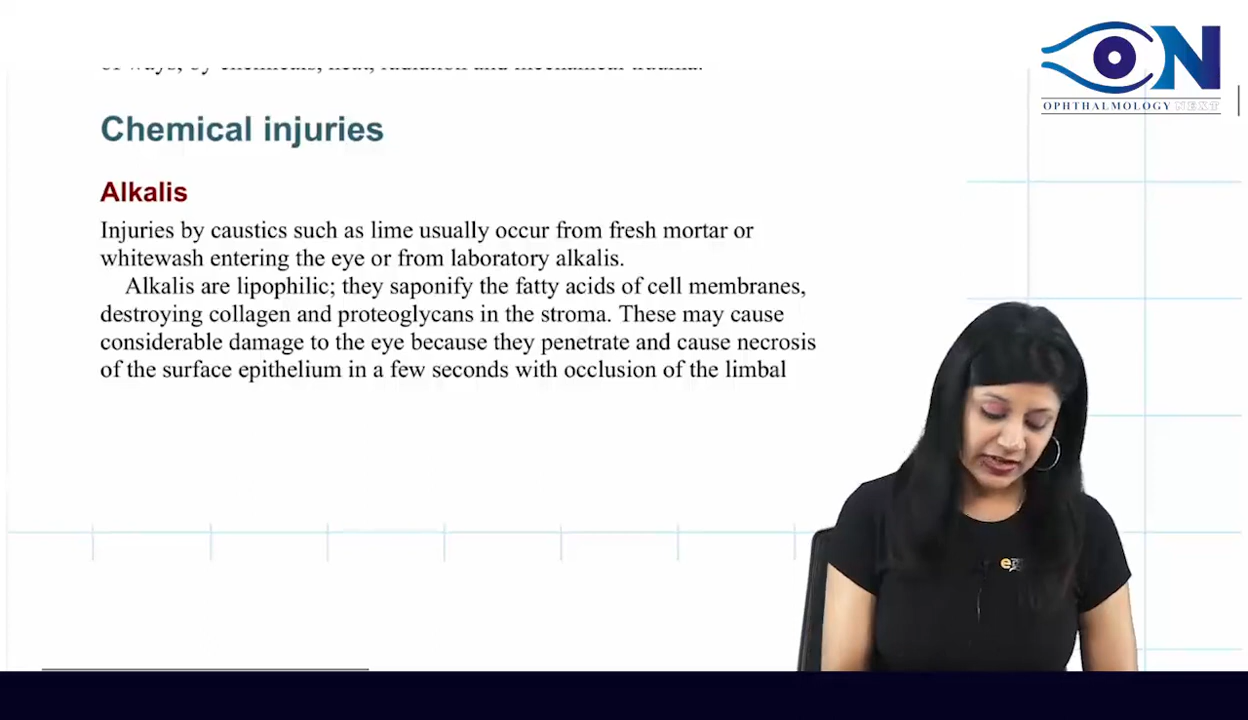 OPHTHALMOLOGY NEXT
Chemical injuries
Alkalis
Injuries by caustics such as lime usually occur from fresh mortar or
whitewash entering the eye or from laboratory alkalis.
Alkalis are lipophilic; they saponify the fatty acids of cell membranes,
destroying collagen and proteoglycans in the stroma. These may cause
considerable damage to the eye because they penetrate and cause necrosis
of the surface epithelium in a few seconds with occlusion of the limbal